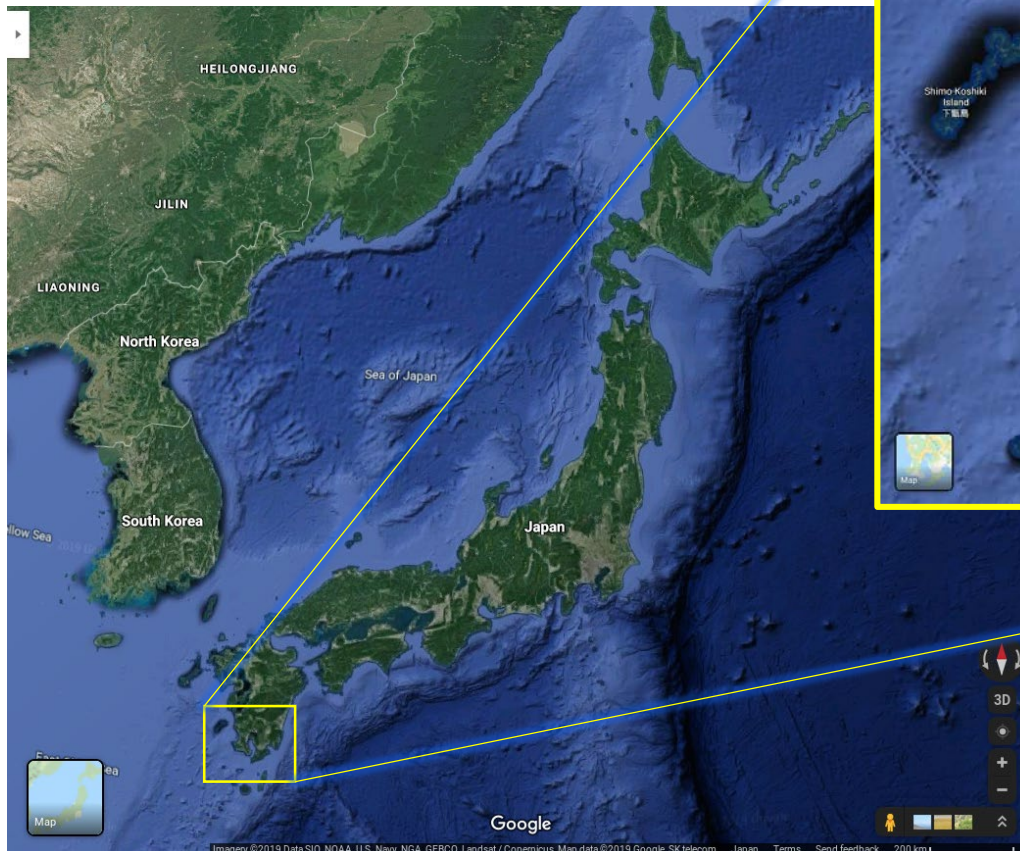 HEILONGJIANG
Shimo-Koshiki
Island
下甑島
JILIN
LIAONING
North Korea
Sea of Japan
Map
South Korea
Japan
ellow Sea
3D
Map
Google
Imagery ©2019 Data SIO, NOAA, U.S. Navy, NGA, GEBCO, Landsat / Copernicus, Map data ©2019 Google, SK telecom Japan Terms Send feedback 200 km